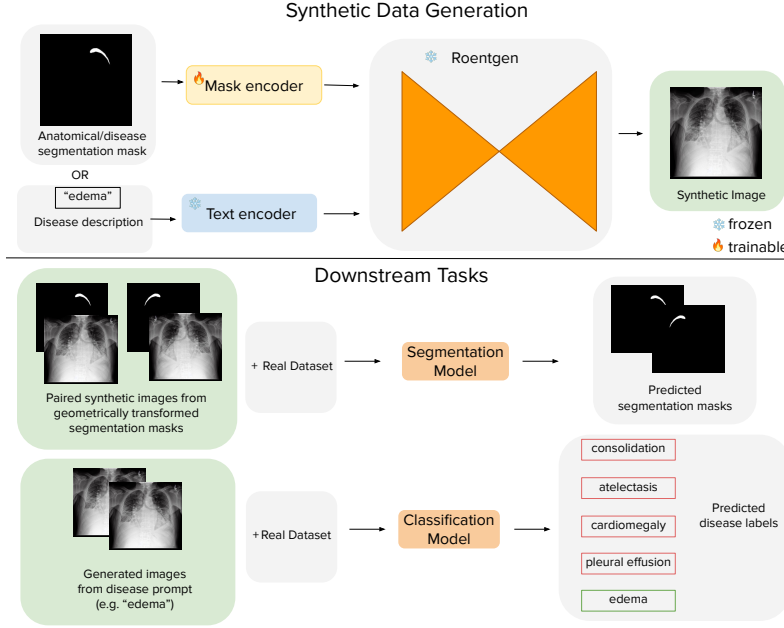 Synthetic Data Generation
Anatomical/disease
segmentation mask
Mask encoder
Roentgen
Synthetic Image
OR
"edema"
Disease description
Text encoder
frozen
trainable
Downstream Tasks
Paired synthetic images from
geometrically transformed
segmentation masks
+ Real Dataset
Segmentation
Model
Predicted
segmentation masks
Generated images
from disease prompt
(e.g. "edema")
+ Real Dataset
Classification
Model
consolidation
atelectasis
cardiomegaly
pleural effusion
edema
Predicted
disease labels